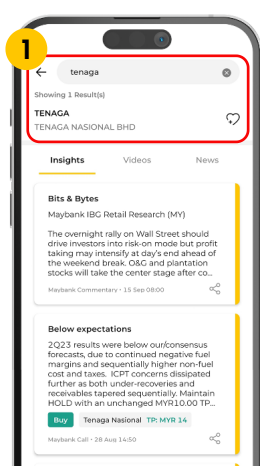 1
tenaga
Showing 1 Result(s)
TENAGA
TENAGA NASIONAL BHD
Insights Videos News
Bits & Bytes
Maybank IBG Retail Research (MY)
The overnight rally on Wall Street should
drive investors into risk-mode but profit
taking may intensify at day's end ahead of
the weekend break. O&G and plantation
stocks will take the center stage after co...
Maybank Commentary • 15 Sep 08:00
Below expectations
2Q23 results were below our/consensus
forecasts, due to continued negative fuel
margins and sequentially higher non-fuel
cost and taxes. ICPT concerns dissipated
further as both under-recoveries and
receivables tapered sequentially. Maintain
HOLD with an unchanged MYR10.00 TP...
Buy Tenaga Nasional TP: MYR 14
Maybank Call • 28 Aug 14:50